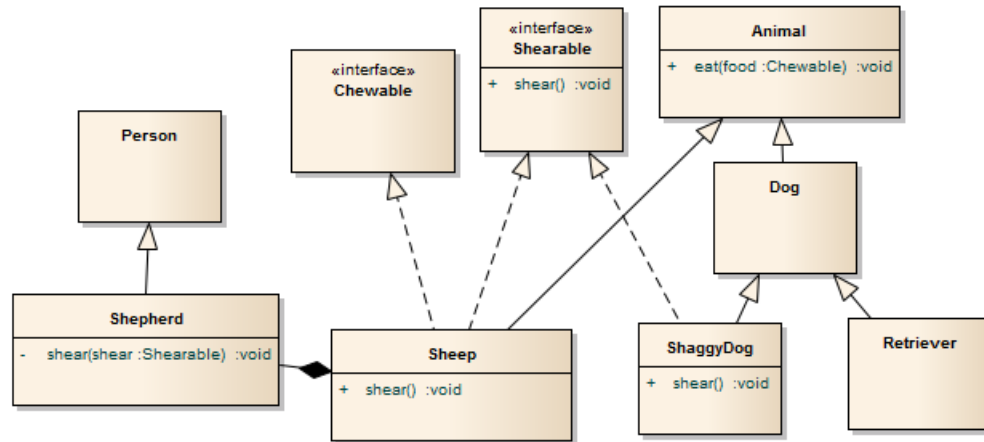 Person
«interface»
Chewable
«interface»
Shearable
+ shear() :void
Animal
+ eat(food :Chewable) :void
Dog
Shepherd
- shear(shear :Shearable) :void
Sheep
+ shear() :void
ShaggyDog
+ shear() :void
Retriever